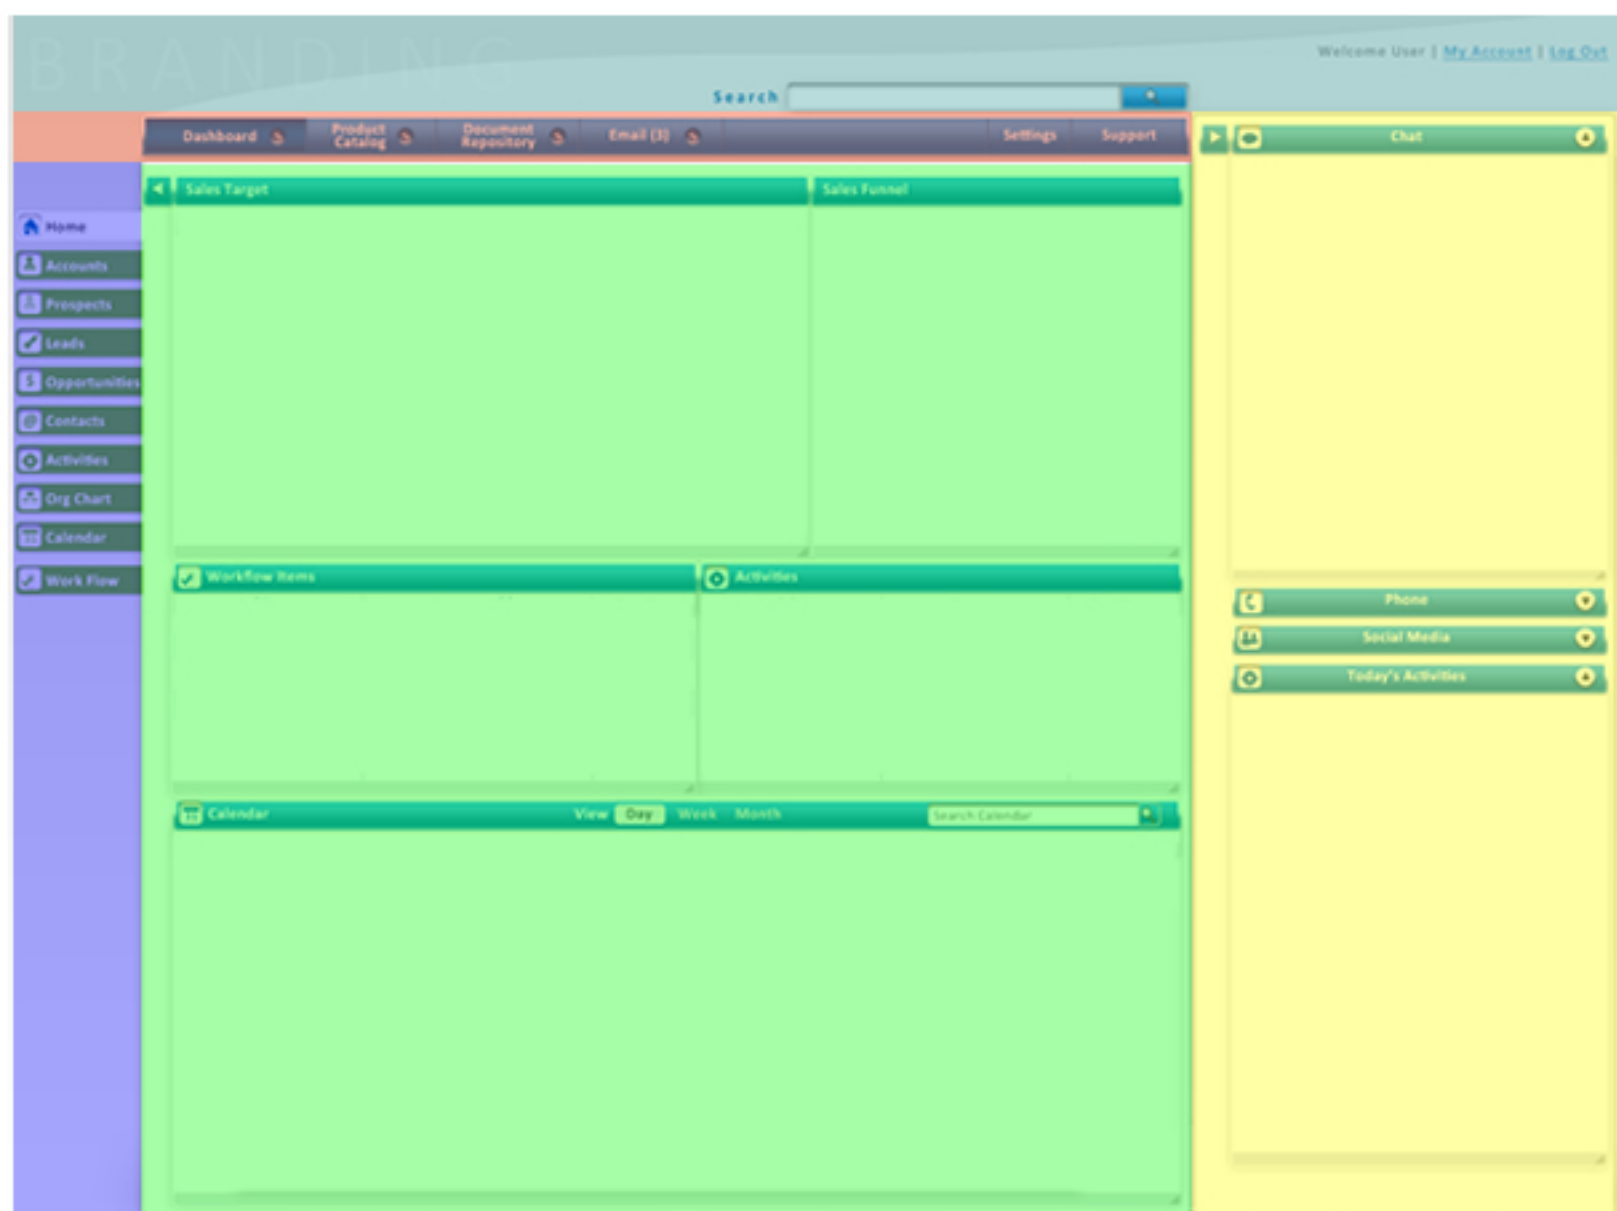 BRANDING
Welcome User | My Account | Log Out
Search
Dashboard
Product
Catalog
Document
Repository
Email (3)
Settings
Support
Chat
Sales Target
Sales Funnel
Home
Accounts
Prospects
Leads
Opportunities
Contacts
Activities
Org Chart
Calendar
Work Flow
Workflow Items
Activities
Phone
Social Media
Today's Activities
Calendar
View Day Week Month
Search Calendar